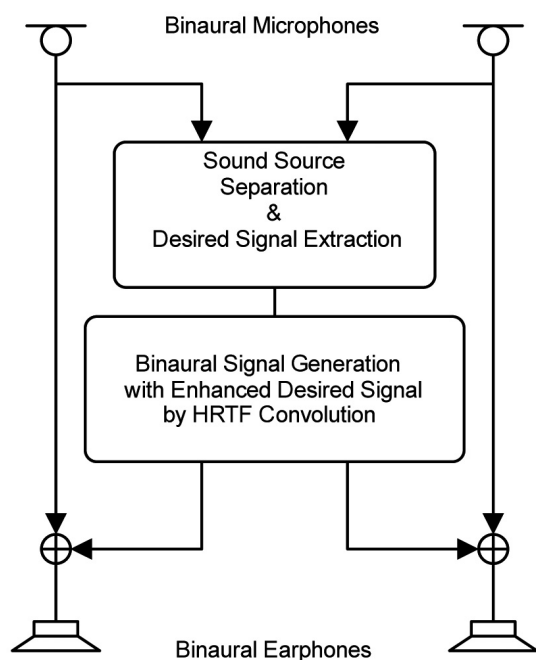 Binaural Microphones
Sound Source
Separation
&
Desired Signal Extraction
Binaural Signal Generation
with Enhanced Desired Signal
by HRTF Convolution
Binaural Earphones